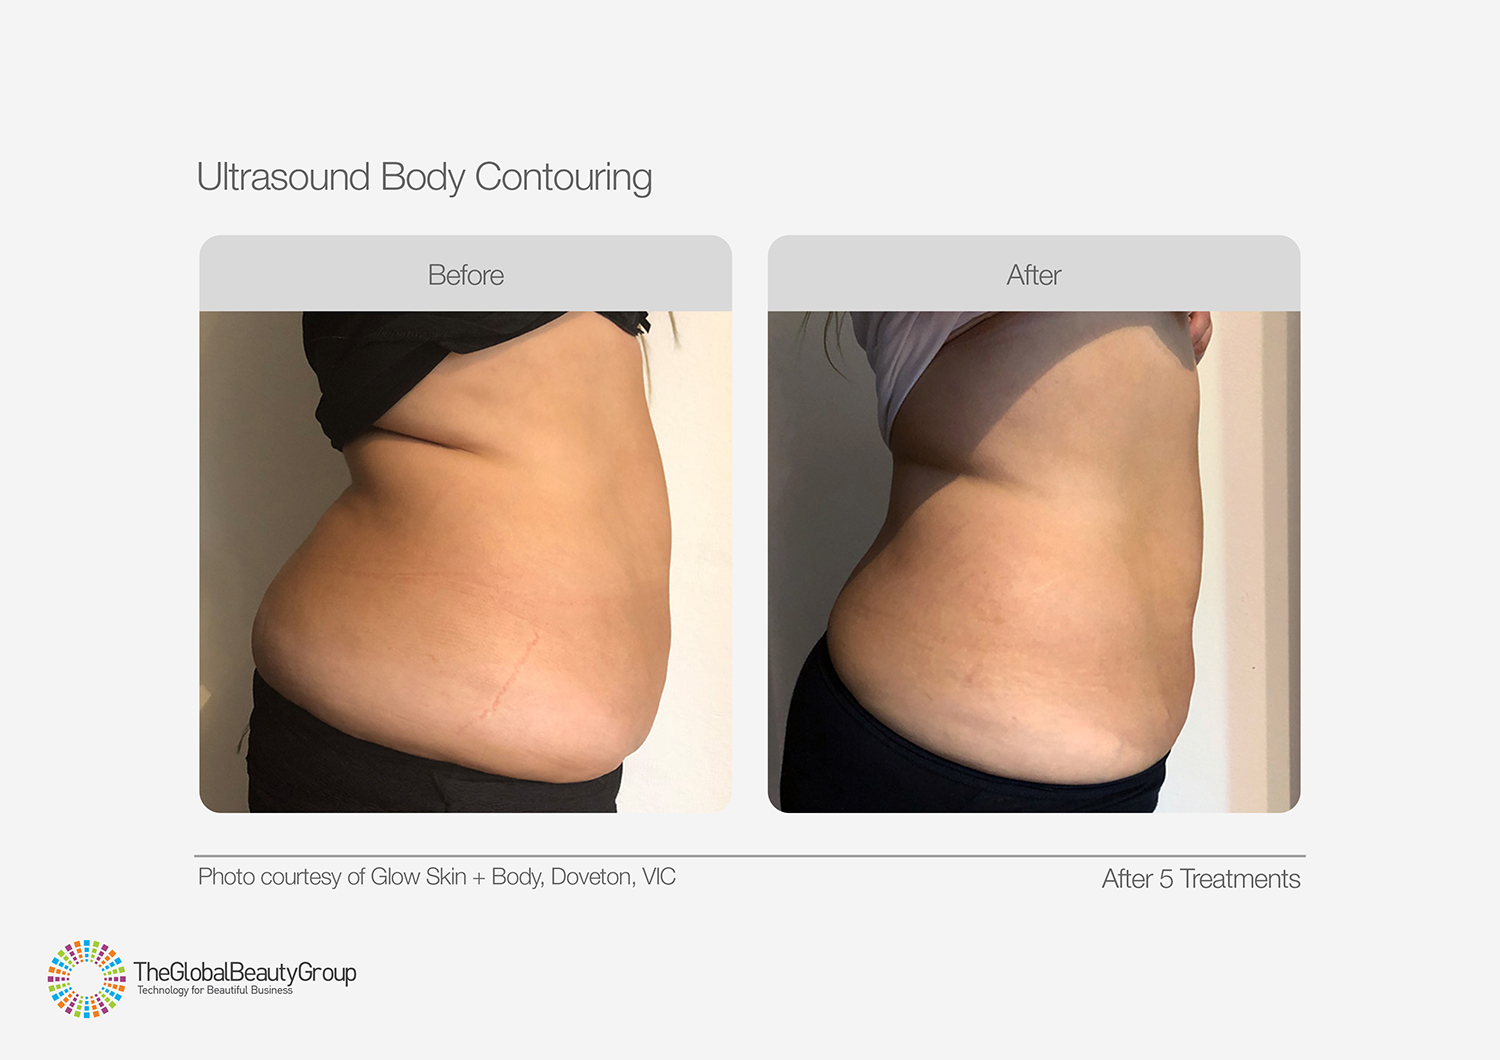 Ultrasound Body Contouring
Before
After
Photo courtesy of Glow Skin + Body, Doveton, VIC
After 5 Treatments
TheGlobalBeautyGroup
Technology for Beautiful Business